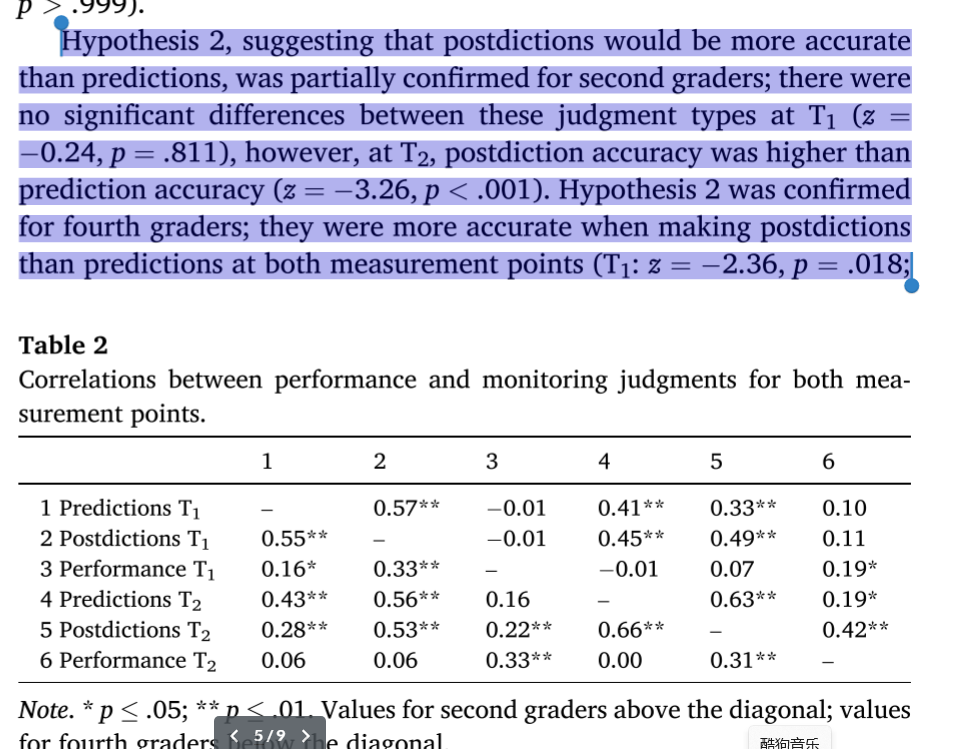 p > .999).
Hypothesis 2, suggesting that postdictions would be more accurate
than predictions, was partially confirmed for second graders; there were
no significant differences between these judgment types at T₁ (z =
−0.24, p = .811), however, at T₂, postdiction accuracy was higher than
prediction accuracy (z = −3.26, p < .001). Hypothesis 2 was confirmed
for fourth graders; they were more accurate when making postdictions
than predictions at both measurement points (T₁: z = −2.36, p = .018;
Table 2
Correlations between performance and monitoring judgments for both mea-
surement points.
1 2 3 4 5 6
1 Predictions T₁ – 0.57** −0.01 0.41** 0.33** 0.10
2 Postdictions T₁ 0.55** – −0.01 0.45** 0.49** 0.11
3 Performance T₁ 0.16* 0.33** – −0.01 0.07 0.19*
4 Predictions T₂ 0.43** 0.56** 0.16 – 0.63** 0.19*
5 Postdictions T₂ 0.28** 0.53** 0.22** 0.66** – 0.42**
6 Performance T₂ 0.06 0.06 0.33** 0.00 0.31** –
Note. * p ≤ .05; ** p ≤ .01. Values for second graders above the diagonal; values
for fourth graders below the diagonal.
< 5/9 >
酷狗音乐